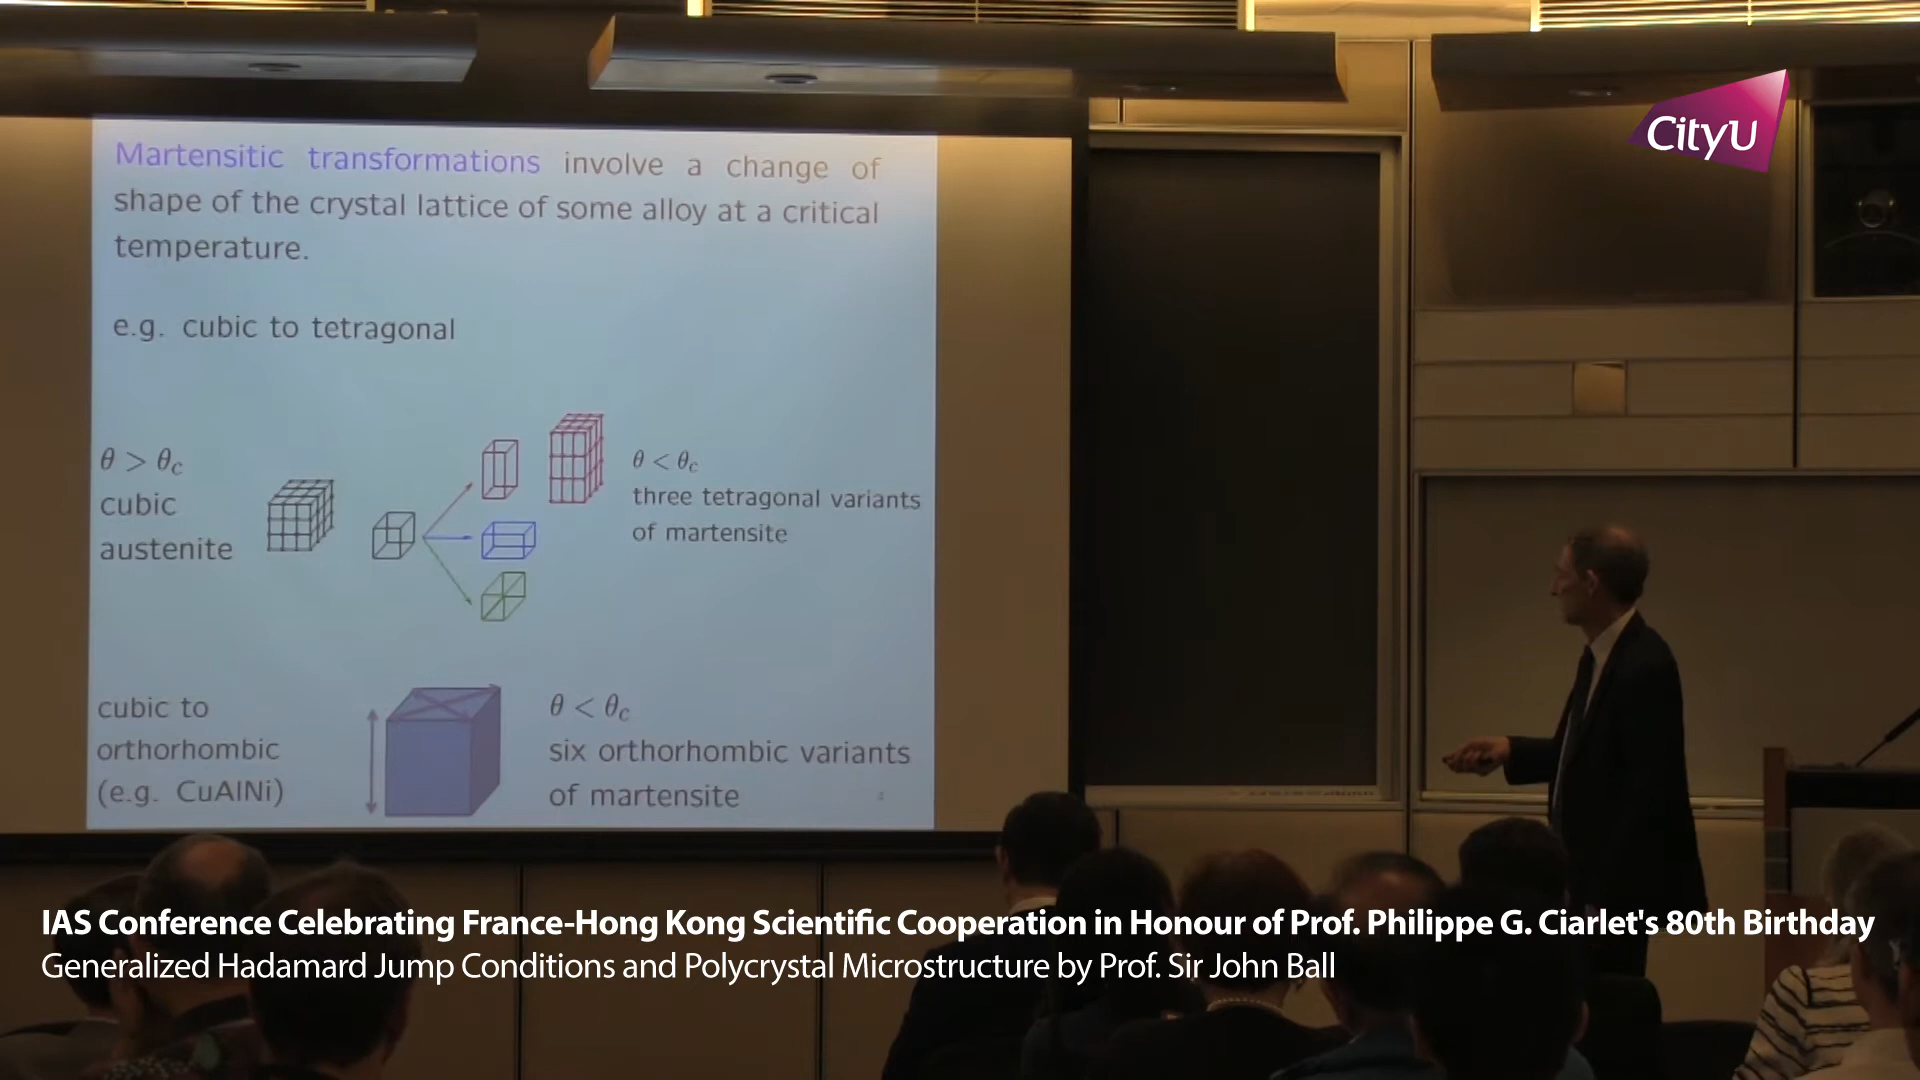 Martensitic transformations involve a change of
shape of the crystal lattice of some alloy at a critical
temperature.
e.g. cubic to tetragonal
θ > θc
cubic
austenite
θ < θc
three tetragonal variants
of martensite
cubic to
orthorhombic
(e.g. CuAlNi)
θ < θc
six orthorhombic variants
of martensite
CityU
IAS Conference Celebrating France-Hong Kong Scientific Cooperation in Honour of Prof. Philippe G. Ciarlet's 80th Birthday
Generalized Hadamard Jump Conditions and Polycrystal Microstructure by Prof. Sir John Ball